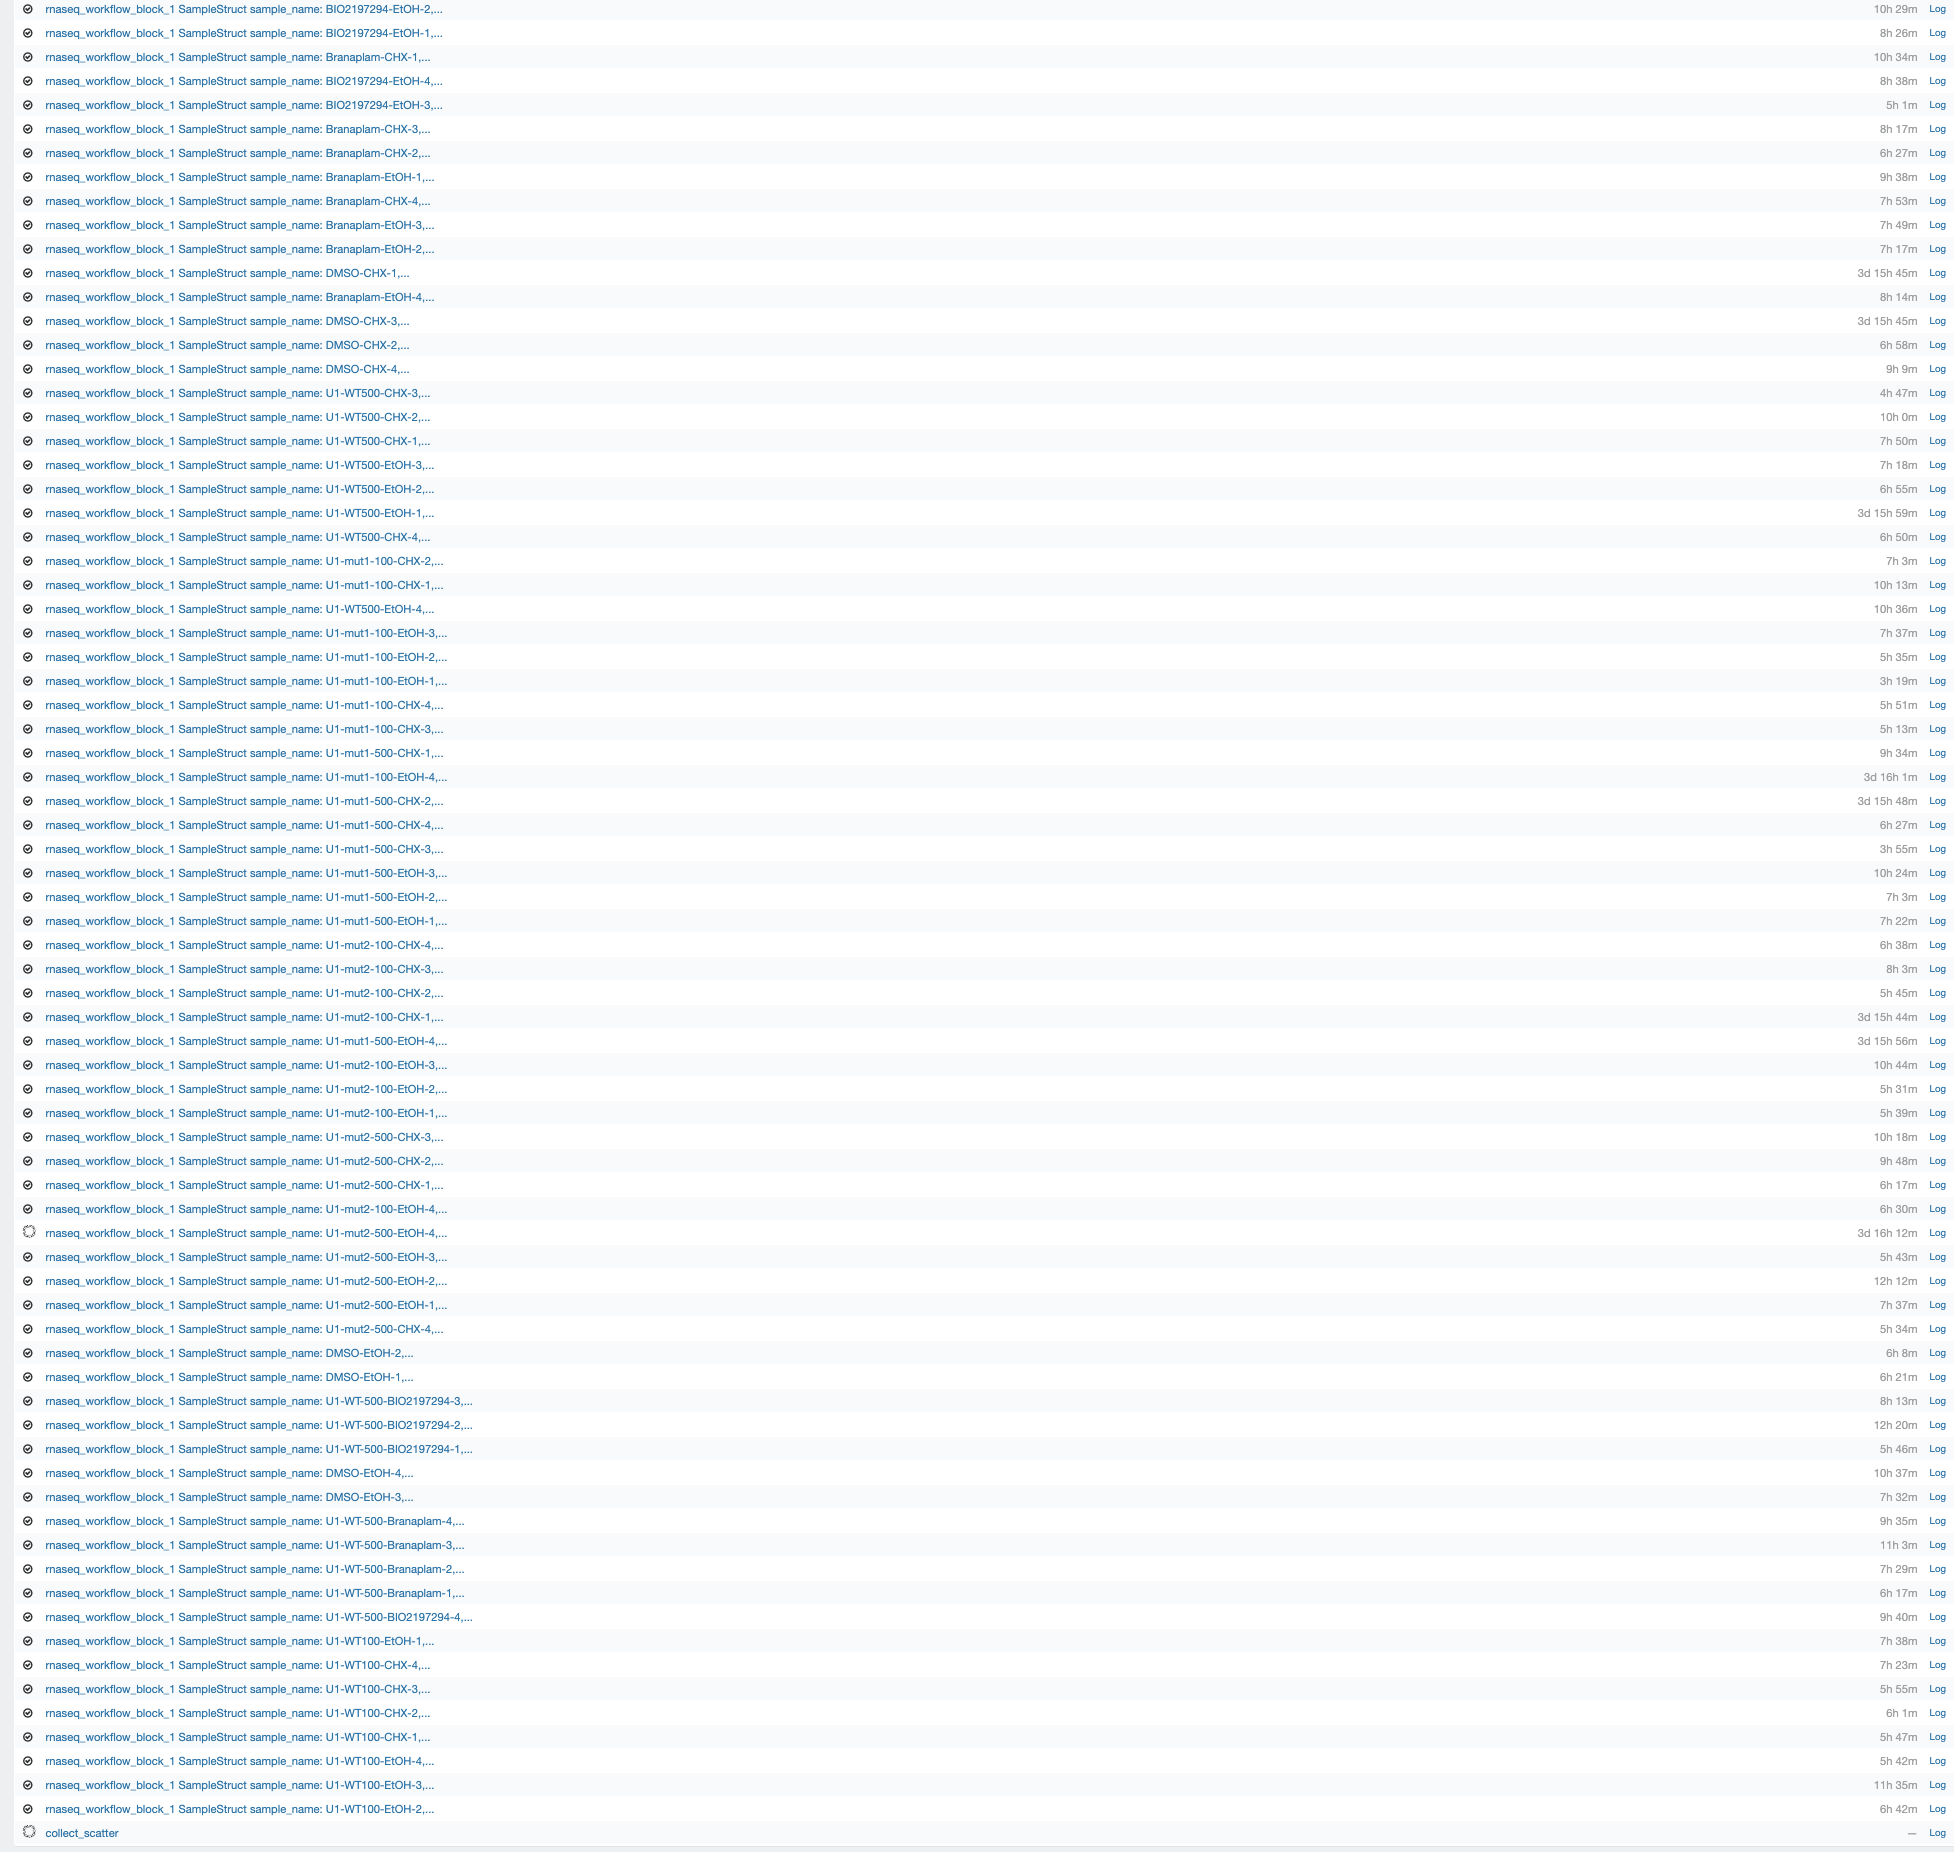 rnaseq_workflow_block_1 SampleStruct sample_name: BIO2197294-EtOH-2,... 10h 29m Log
rnaseq_workflow_block_1 SampleStruct sample_name: BIO2197294-EtOH-1,... 8h 26m Log
rnaseq_workflow_block_1 SampleStruct sample_name: Branaplam-CHX-1,... 10h 34m Log
rnaseq_workflow_block_1 SampleStruct sample_name: BIO2197294-EtOH-4,... 8h 38m Log
rnaseq_workflow_block_1 SampleStruct sample_name: BIO2197294-EtOH-3,... 5h 1m Log
rnaseq_workflow_block_1 SampleStruct sample_name: Branaplam-CHX-3,... 8h 17m Log
rnaseq_workflow_block_1 SampleStruct sample_name: Branaplam-CHX-2,... 6h 27m Log
rnaseq_workflow_block_1 SampleStruct sample_name: Branaplam-EtOH-1,... 9h 38m Log
rnaseq_workflow_block_1 SampleStruct sample_name: Branaplam-CHX-4,... 7h 53m Log
rnaseq_workflow_block_1 SampleStruct sample_name: Branaplam-EtOH-3,... 7h 49m Log
rnaseq_workflow_block_1 SampleStruct sample_name: Branaplam-EtOH-2,... 7h 17m Log
rnaseq_workflow_block_1 SampleStruct sample_name: DMSO-CHX-1,... 3d 15h 45m Log
rnaseq_workflow_block_1 SampleStruct sample_name: Branaplam-EtOH-4,... 8h 14m Log
rnaseq_workflow_block_1 SampleStruct sample_name: DMSO-CHX-3,... 3d 15h 45m Log
rnaseq_workflow_block_1 SampleStruct sample_name: DMSO-CHX-2,... 6h 58m Log
rnaseq_workflow_block_1 SampleStruct sample_name: DMSO-CHX-4,... 9h 9m Log
rnaseq_workflow_block_1 SampleStruct sample_name: U1-WT500-CHX-3,... 4h 47m Log
rnaseq_workflow_block_1 SampleStruct sample_name: U1-WT500-CHX-2,... 10h 0m Log
rnaseq_workflow_block_1 SampleStruct sample_name: U1-WT500-CHX-1,... 7h 50m Log
rnaseq_workflow_block_1 SampleStruct sample_name: U1-WT500-EtOH-3,... 7h 18m Log
rnaseq_workflow_block_1 SampleStruct sample_name: U1-WT500-EtOH-2,... 6h 55m Log
rnaseq_workflow_block_1 SampleStruct sample_name: U1-WT500-EtOH-1,... 3d 15h 59m Log
rnaseq_workflow_block_1 SampleStruct sample_name: U1-WT500-CHX-4,... 6h 50m Log
rnaseq_workflow_block_1 SampleStruct sample_name: U1-mut1-100-CHX-2,... 7h 3m Log
rnaseq_workflow_block_1 SampleStruct sample_name: U1-mut1-100-CHX-1,... 10h 13m Log
rnaseq_workflow_block_1 SampleStruct sample_name: U1-WT500-EtOH-4,... 10h 36m Log
rnaseq_workflow_block_1 SampleStruct sample_name: U1-mut1-100-EtOH-3,... 7h 37m Log
rnaseq_workflow_block_1 SampleStruct sample_name: U1-mut1-100-EtOH-2,... 5h 35m Log
rnaseq_workflow_block_1 SampleStruct sample_name: U1-mut1-100-EtOH-1,... 3h 19m Log
rnaseq_workflow_block_1 SampleStruct sample_name: U1-mut1-100-CHX-4,... 5h 51m Log
rnaseq_workflow_block_1 SampleStruct sample_name: U1-mut1-100-CHX-3,... 5h 13m Log
rnaseq_workflow_block_1 SampleStruct sample_name: U1-mut1-500-CHX-1,... 9h 34m Log
rnaseq_workflow_block_1 SampleStruct sample_name: U1-mut1-100-EtOH-4,... 3d 16h 1m Log
rnaseq_workflow_block_1 SampleStruct sample_name: U1-mut1-500-CHX-2,... 3d 15h 48m Log
rnaseq_workflow_block_1 SampleStruct sample_name: U1-mut1-500-CHX-4,... 6h 27m Log
rnaseq_workflow_block_1 SampleStruct sample_name: U1-mut1-500-CHX-3,... 3h 55m Log
rnaseq_workflow_block_1 SampleStruct sample_name: U1-mut1-500-EtOH-3,... 10h 24m Log
rnaseq_workflow_block_1 SampleStruct sample_name: U1-mut1-500-EtOH-2,... 7h 3m Log
rnaseq_workflow_block_1 SampleStruct sample_name: U1-mut1-500-EtOH-1,... 7h 22m Log
rnaseq_workflow_block_1 SampleStruct sample_name: U1-mut2-100-CHX-4,... 6h 38m Log
rnaseq_workflow_block_1 SampleStruct sample_name: U1-mut2-100-CHX-3,... 8h 3m Log
rnaseq_workflow_block_1 SampleStruct sample_name: U1-mut2-100-CHX-2,... 5h 45m Log
rnaseq_workflow_block_1 SampleStruct sample_name: U1-mut2-100-CHX-1,... 3d 15h 44m Log
rnaseq_workflow_block_1 SampleStruct sample_name: U1-mut1-500-EtOH-4,... 3d 15h 56m Log
rnaseq_workflow_block_1 SampleStruct sample_name: U1-mut2-100-EtOH-3,... 10h 44m Log
rnaseq_workflow_block_1 SampleStruct sample_name: U1-mut2-100-EtOH-2,... 5h 31m Log
rnaseq_workflow_block_1 SampleStruct sample_name: U1-mut2-100-EtOH-1,... 5h 39m Log
rnaseq_workflow_block_1 SampleStruct sample_name: U1-mut2-500-CHX-3,... 10h 18m Log
rnaseq_workflow_block_1 SampleStruct sample_name: U1-mut2-500-CHX-2,... 9h 48m Log
rnaseq_workflow_block_1 SampleStruct sample_name: U1-mut2-500-CHX-1,... 6h 17m Log
rnaseq_workflow_block_1 SampleStruct sample_name: U1-mut2-100-EtOH-4,... 6h 30m Log
rnaseq_workflow_block_1 SampleStruct sample_name: U1-mut2-500-EtOH-4,... 3d 16h 12m Log
rnaseq_workflow_block_1 SampleStruct sample_name: U1-mut2-500-EtOH-3,... 5h 43m Log
rnaseq_workflow_block_1 SampleStruct sample_name: U1-mut2-500-EtOH-2,... 12h 12m Log
rnaseq_workflow_block_1 SampleStruct sample_name: U1-mut2-500-EtOH-1,... 7h 37m Log
rnaseq_workflow_block_1 SampleStruct sample_name: U1-mut2-500-CHX-4,... 5h 34m Log
rnaseq_workflow_block_1 SampleStruct sample_name: DMSO-EtOH-2,... 6h 8m Log
rnaseq_workflow_block_1 SampleStruct sample_name: DMSO-EtOH-1,... 6h 21m Log
rnaseq_workflow_block_1 SampleStruct sample_name: U1-WT-500-BIO2197294-3,... 8h 13m Log
rnaseq_workflow_block_1 SampleStruct sample_name: U1-WT-500-BIO2197294-2,... 12h 20m Log
rnaseq_workflow_block_1 SampleStruct sample_name: U1-WT-500-BIO2197294-1,... 5h 46m Log
rnaseq_workflow_block_1 SampleStruct sample_name: DMSO-EtOH-4,... 10h 37m Log
rnaseq_workflow_block_1 SampleStruct sample_name: DMSO-EtOH-3,... 7h 32m Log
rnaseq_workflow_block_1 SampleStruct sample_name: U1-WT-500-Branaplam-4,... 9h 35m Log
rnaseq_workflow_block_1 SampleStruct sample_name: U1-WT-500-Branaplam-3,... 11h 3m Log
rnaseq_workflow_block_1 SampleStruct sample_name: U1-WT-500-Branaplam-2,... 7h 29m Log
rnaseq_workflow_block_1 SampleStruct sample_name: U1-WT-500-Branaplam-1,... 6h 17m Log
rnaseq_workflow_block_1 SampleStruct sample_name: U1-WT-500-BIO2197294-4,... 9h 40m Log
rnaseq_workflow_block_1 SampleStruct sample_name: U1-WT100-EtOH-1,... 7h 38m Log
rnaseq_workflow_block_1 SampleStruct sample_name: U1-WT100-CHX-4,... 7h 23m Log
rnaseq_workflow_block_1 SampleStruct sample_name: U1-WT100-CHX-3,... 5h 55m Log
rnaseq_workflow_block_1 SampleStruct sample_name: U1-WT100-CHX-2,... 6h 1m Log
rnaseq_workflow_block_1 SampleStruct sample_name: U1-WT100-CHX-1,... 5h 47m Log
rnaseq_workflow_block_1 SampleStruct sample_name: U1-WT100-EtOH-4,... 5h 42m Log
rnaseq_workflow_block_1 SampleStruct sample_name: U1-WT100-EtOH-3,... 11h 35m Log
rnaseq_workflow_block_1 SampleStruct sample_name: U1-WT100-EtOH-2,... 6h 42m Log
collect_scatter — Log